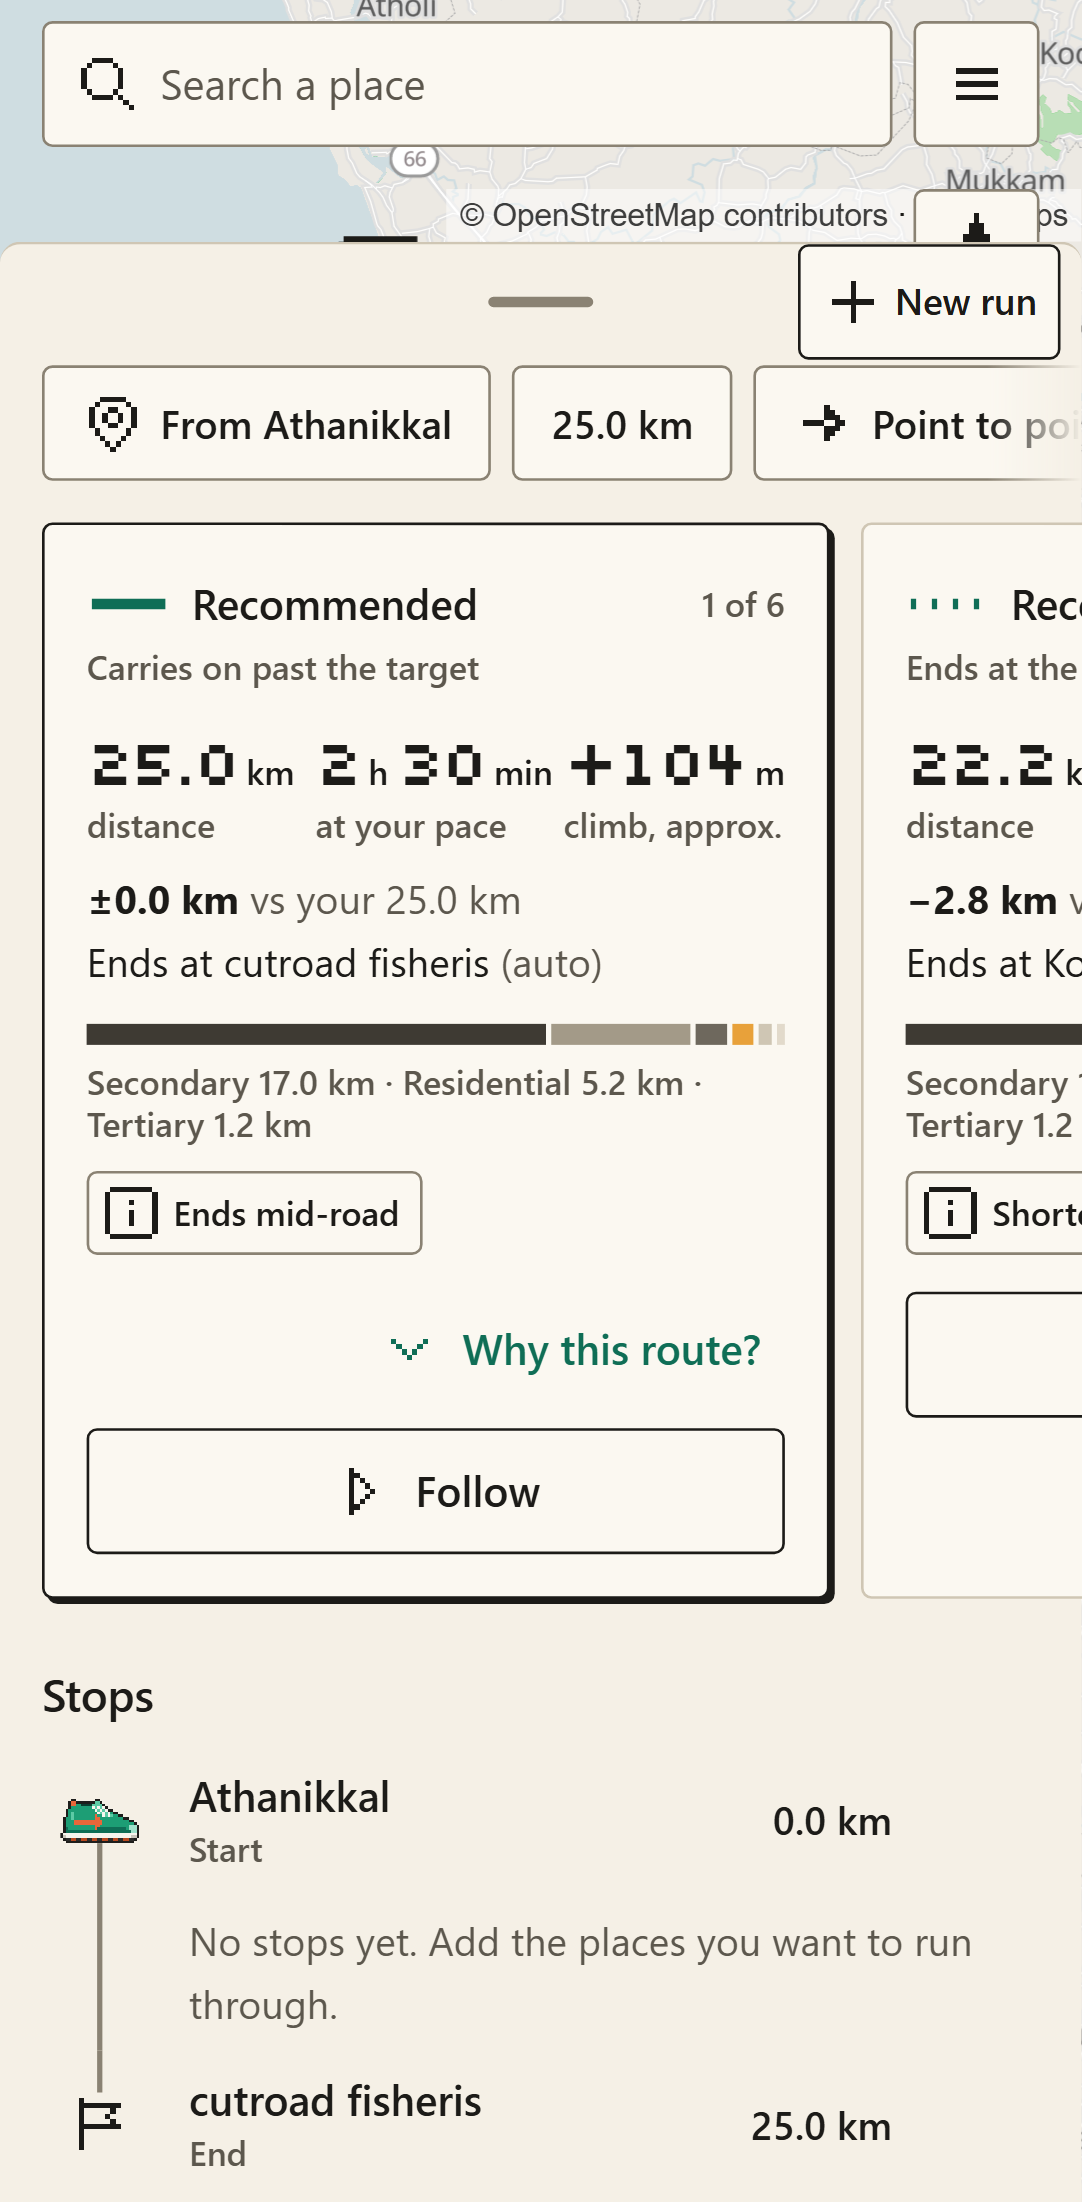 Atholi
Search a place
Koo
66
Mukkam
© OpenStreetMap contributors ·
ps
New run
From Athanikkal
25.0 km
Point to poi
Recommended
1 of 6
Rec
Carries on past the target
Ends at the
25.0 km
2 h 30 min
+104 m
22.2 k
distance
at your pace
climb, approx.
distance
±0.0 km vs your 25.0 km
−2.8 km v
Ends at cutroad fisheris (auto)
Ends at Ko
Secondary 17.0 km · Residential 5.2 km ·
Tertiary 1.2 km
Secondary
Tertiary 1.2
Ends mid-road
Short
Why this route?
Follow
Stops
Athanikkal
0.0 km
Start
No stops yet. Add the places you want to run
through.
cutroad fisheris
25.0 km
End